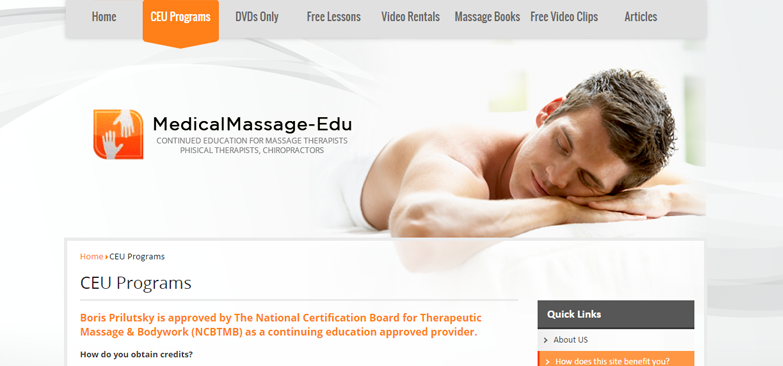 Home CEU Programs DVDs Only Free Lessons Video Rentals Massage Books Free Video Clips Articles
MedicalMassage-Edu
CONTINUED EDUCATION FOR MASSAGE THERAPISTS
PHISICAL THERAPISTS, CHIROPRACTORS
Home CEU Programs
CEU Programs
Boris Prilutsky is approved by The National Certification Board for Therapeutic
Massage & Bodywork (NCBTMB) as a continuing education approved provider.
How do you obtain credits?
Quick Links
About US
How does this site benefit you?